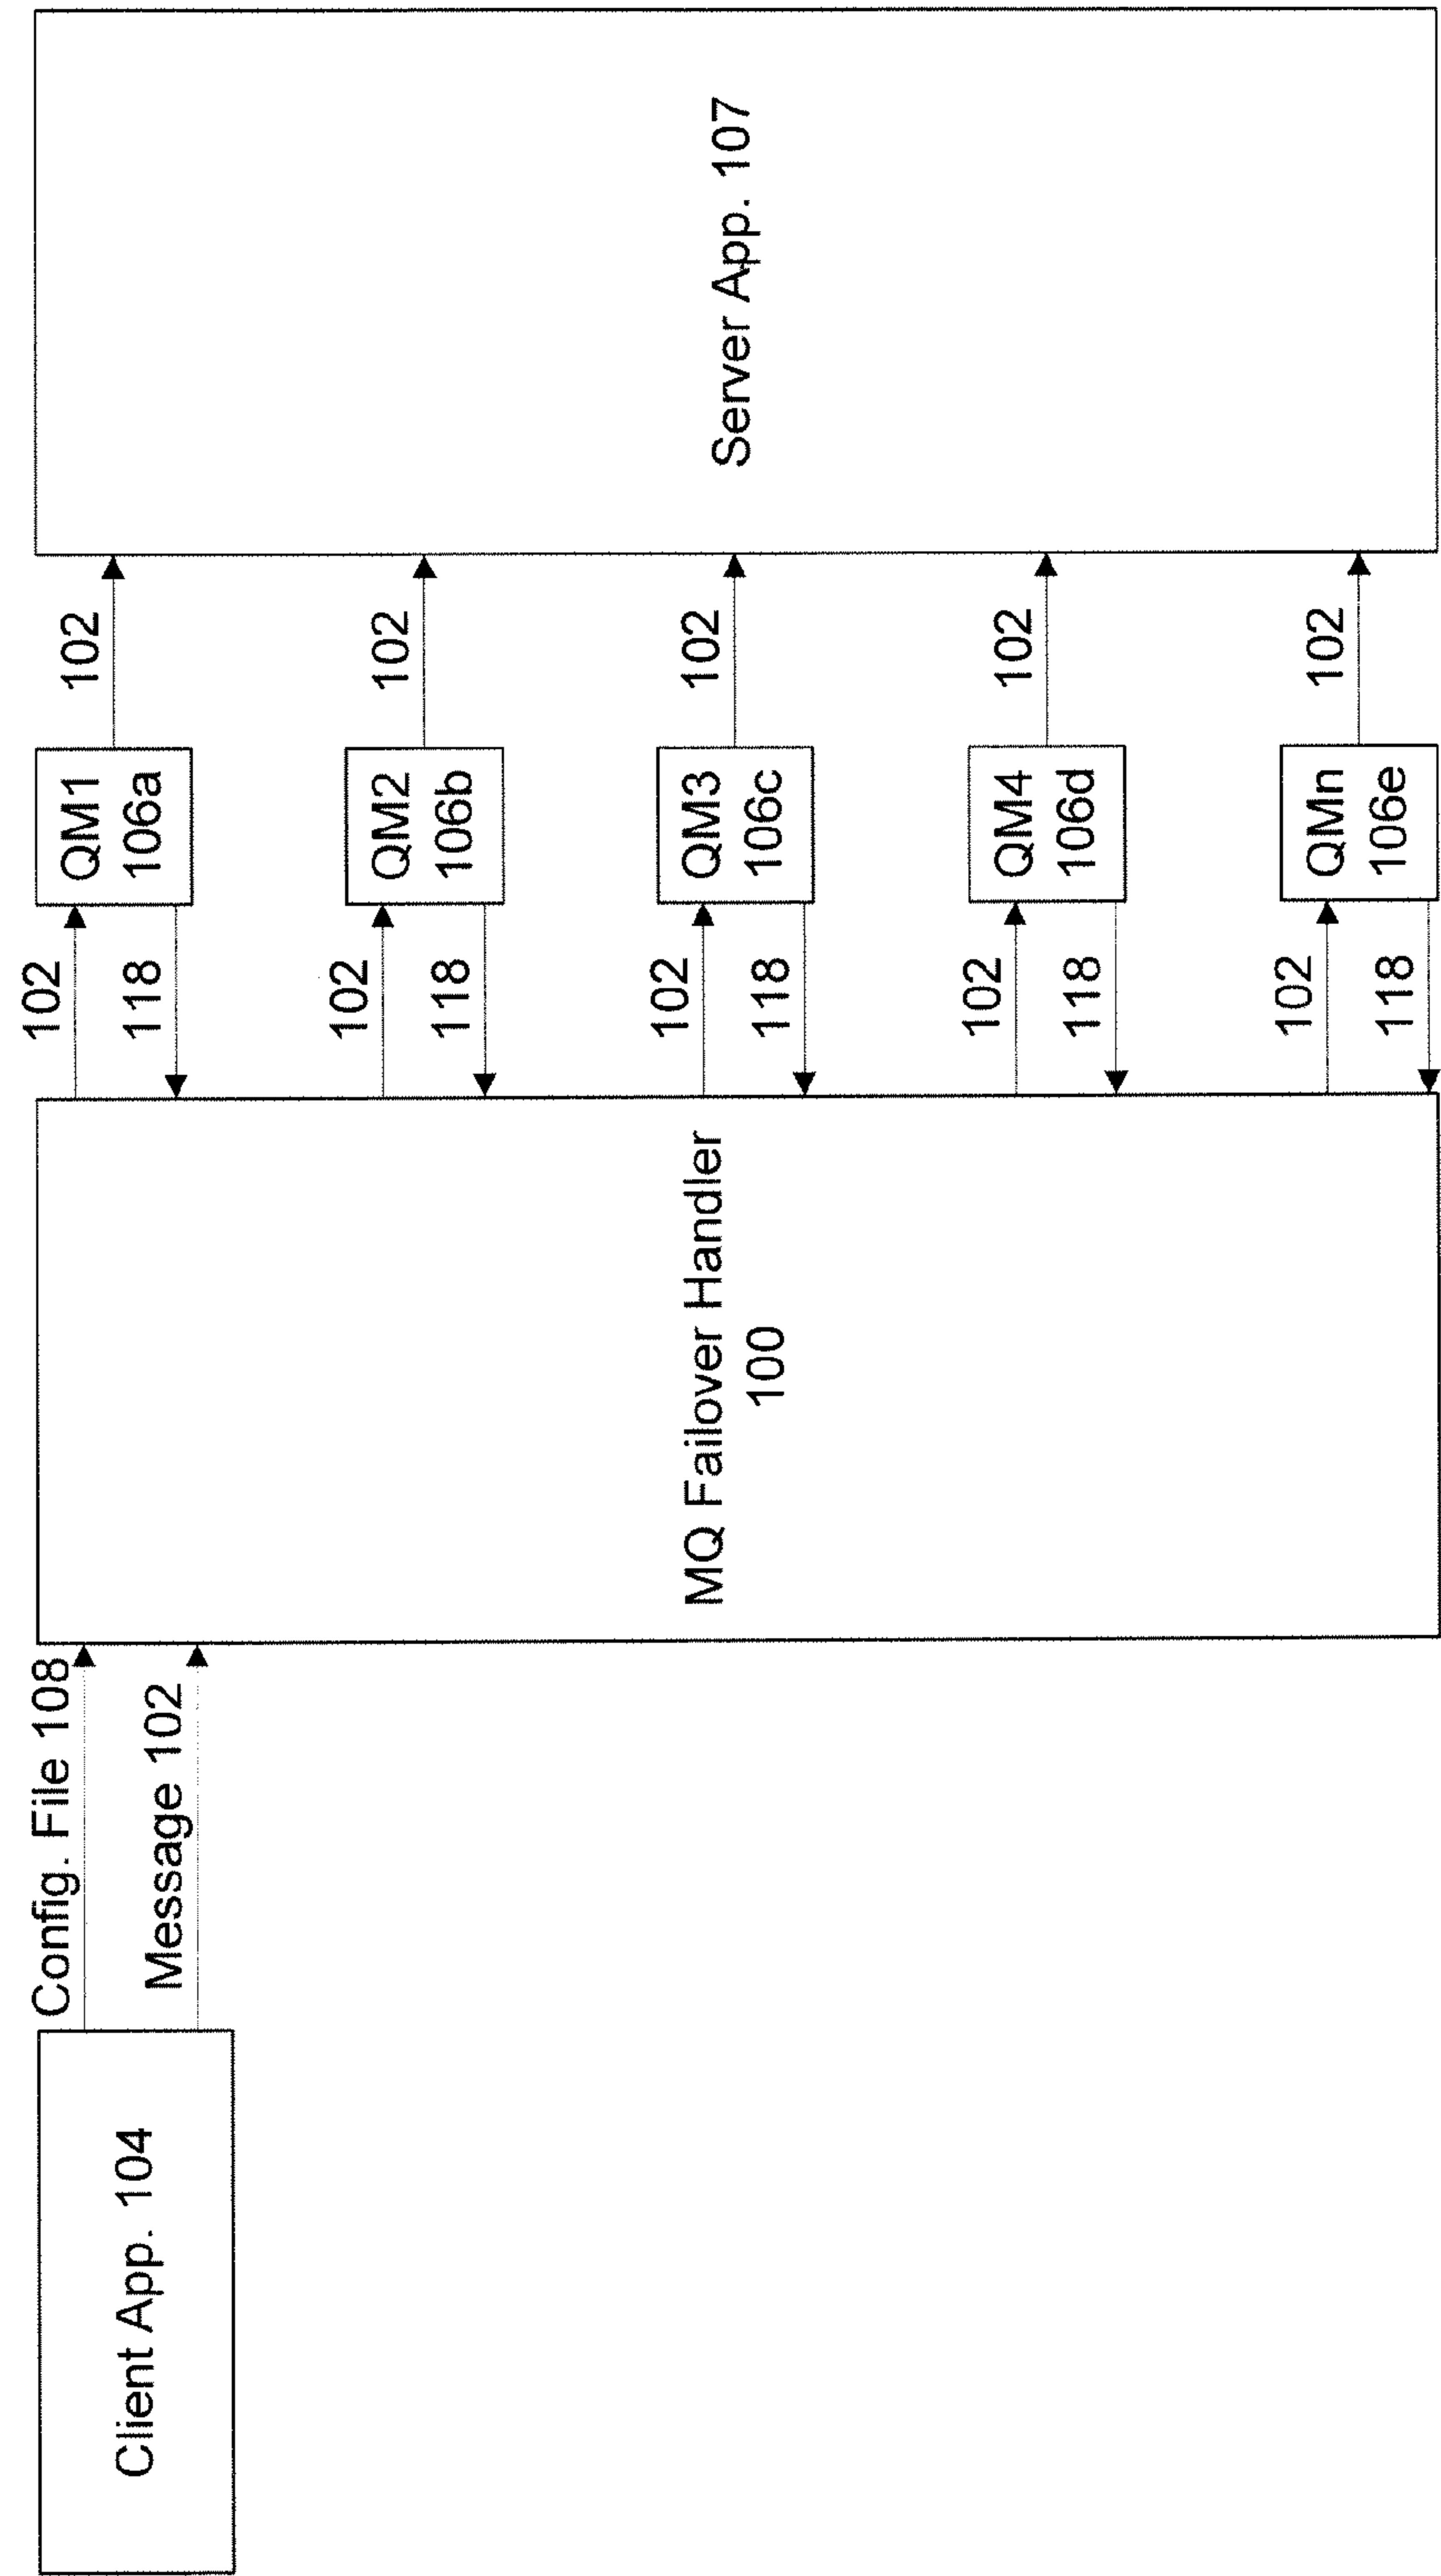 Client App. 104
Config. File 108
Message 102
MQ Failover Handler
100
102
118
102
118
102
118
102
118
102
118
QM1
106a
QM2
106b
QM3
106c
QM4
106d
QMn
106e
102
102
102
102
102
Server App. 107